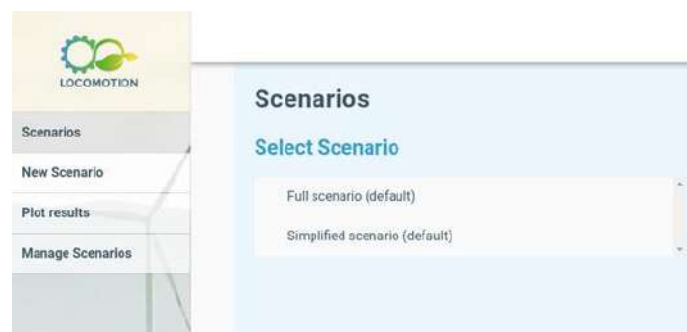 LOCOMOTION
Scenarios
New Scenario
Plot results
Manage Scenarios
Scenarios
Select Scenario
Full scenario (default)
Simplified scenario (default)